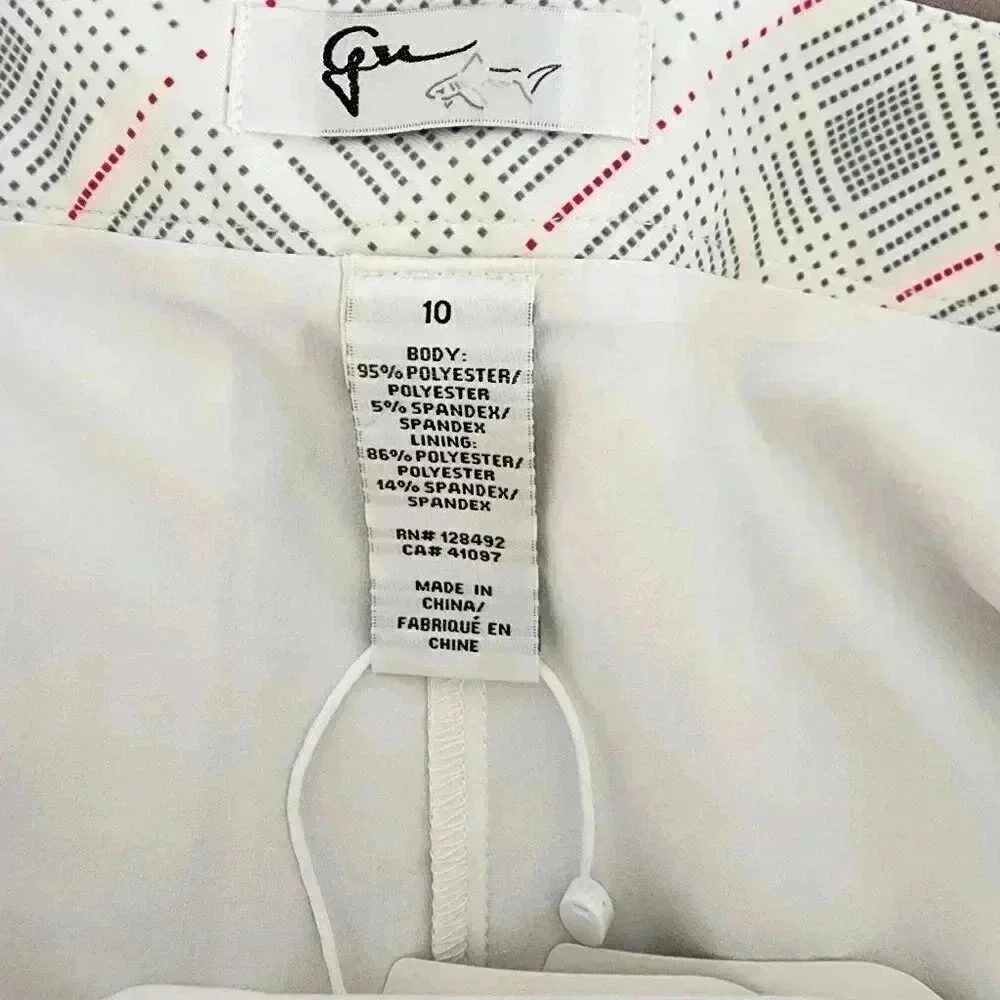 10
BODY:
95% POLYESTER/
POLYESTER
5% SPANDEX/
SPANDEX
LINING:
86% POLYESTER/
POLYESTER
14% SPANDEX/
SPANDEX
RN# 128492
CA# 41097
MADE IN
CHINA/
FABRIQUÉ EN
CHINE